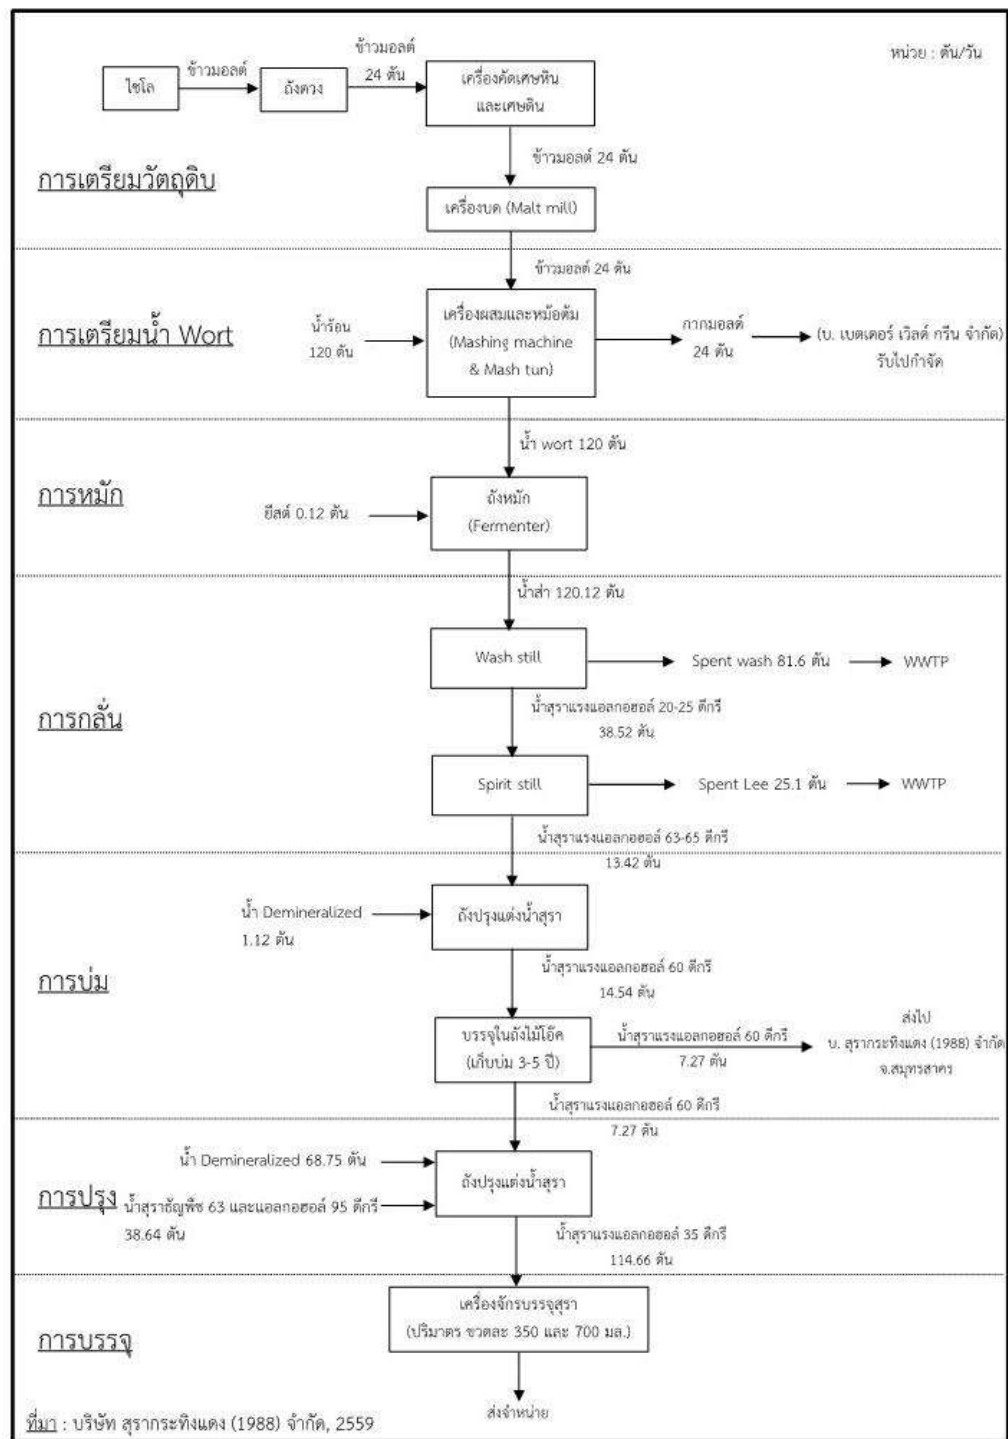 หน่วย : ตัน/วัน
ไซโล
ข้าวมอลต์
ถังตวง
ข้าวมอลต์
24 ตัน
เครื่องคัดเศษหิน
และเศษดิน
ข้าวมอลต์ 24 ตัน
การเตรียมวัตถุดิบ
เครื่องบด (Malt mill)
ข้าวมอลต์ 24 ตัน
การเตรียมน้ำ Wort
น้ำร้อน
120 ตัน
เครื่องผสมและหม้อต้ม
(Mashing machine
& Mash tun)
กากมอลต์
24 ตัน
(บ. เบตเตอร์ เวิลด์ กรีน จำกัด)
รับไปกำจัด
น้ำ wort 120 ตัน
การหมัก
ยีสต์ 0.12 ตัน
ถังหมัก
(Fermenter)
น้ำส่า 120.12 ตัน
Wash still
Spent wash 81.6 ตัน
WWTP
การกลั่น
น้ำสุราแรงแอลกอฮอล์ 20-25 ดีกรี
38.52 ตัน
Spirit still
Spent Lee 25.1 ตัน
WWTP
น้ำสุราแรงแอลกอฮอล์ 63-65 ดีกรี
13.42 ตัน
น้ำ Demineralized
1.12 ตัน
ถังปรุงแต่งน้ำสุรา
การบ่ม
น้ำสุราแรงแอลกอฮอล์ 60 ดีกรี
14.54 ตัน
บรรจุในถังไม้โอ๊ค
(เก็บบ่ม 3-5 ปี)
น้ำสุราแรงแอลกอฮอล์ 60 ดีกรี
7.27 ตัน
ส่งไป
บ. สุรากระทิงแดง (1988) จำกัด
จ.สมุทรสาคร
น้ำสุราแรงแอลกอฮอล์ 60 ดีกรี
7.27 ตัน
น้ำ Demineralized 68.75 ตัน
ถังปรุงแต่งน้ำสุรา
การปรุง
น้ำสุราธัญพืช 63 และแอลกอฮอล์ 95 ดีกรี
38.64 ตัน
น้ำสุราแรงแอลกอฮอล์ 35 ดีกรี
114.66 ตัน
เครื่องจักรบรรจุสุรา
(ปริมาตร ขวดละ 350 และ 700 มล.)
การบรรจุ
ส่งจำหน่าย
ที่มา : บริษัท สุรากระทิงแดง (1988) จำกัด, 2559